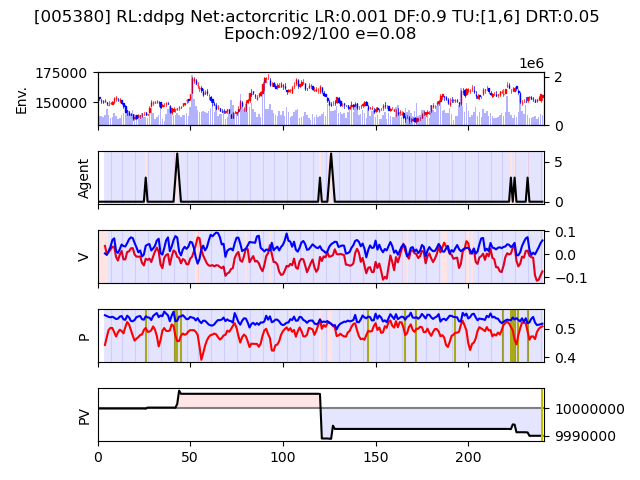 [005380] RL:ddpg Net:actorcritic LR:0.001 DF:0.9 TU:[1,6] DRT:0.05
Epoch:092/100 e=0.08
1e6
175000
150000
Env.
2
0
Agent
5
0
V
0.1
0.0
−0.1
P
0.5
0.4
PV
10000000
9990000
0 50 100 150 200